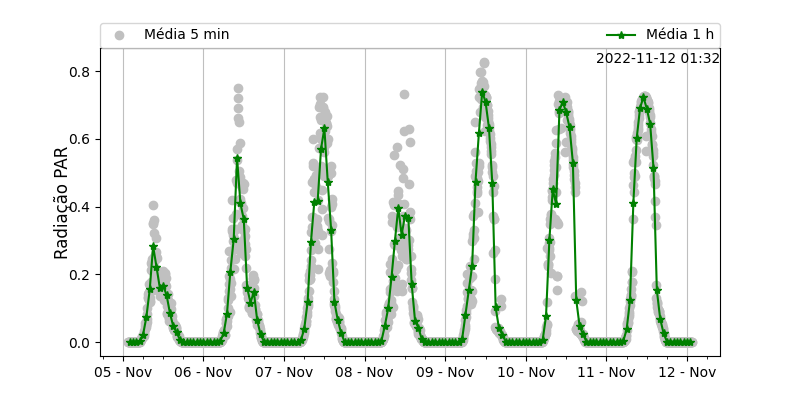 Média 5 min
Média 1 h
2022-11-12 01:32
Radiação PAR
0.8
0.6
0.4
0.2
0.0
05 - Nov
06 - Nov
07 - Nov
08 - Nov
09 - Nov
10 - Nov
11 - Nov
12 - Nov